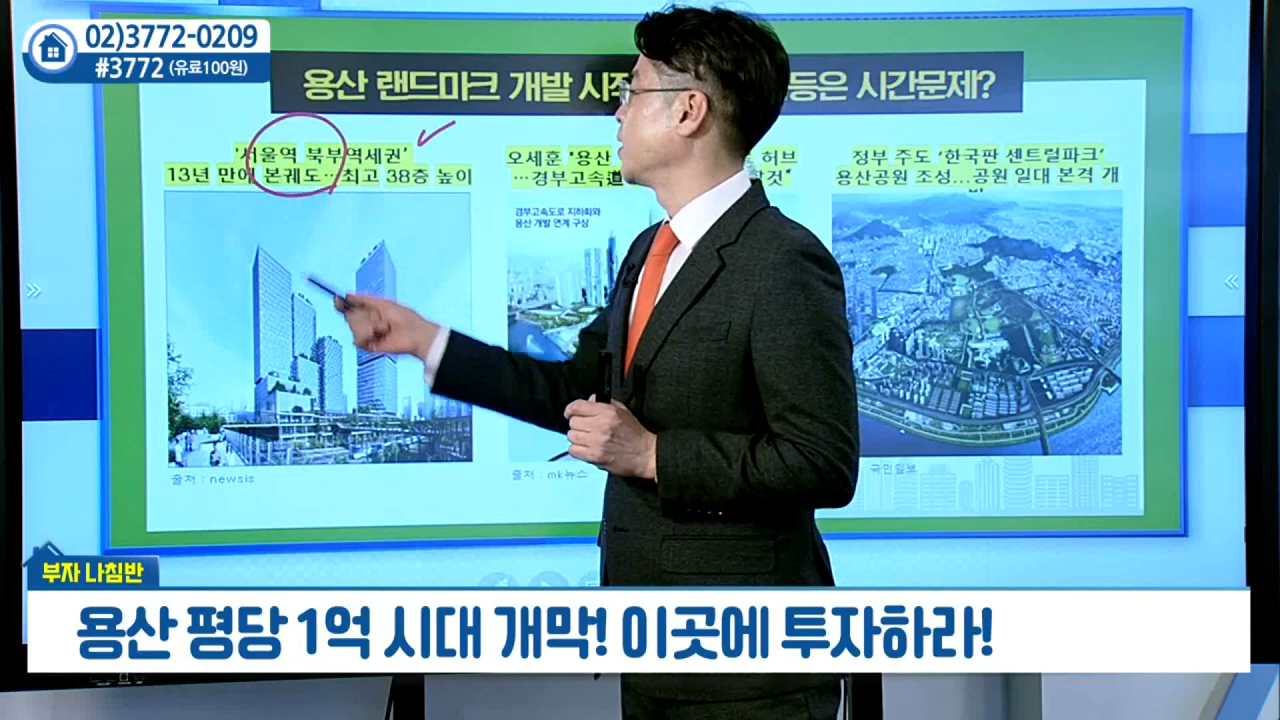 02)3772-0209
#3772 (유료100원)
용산 랜드마크 개발 시 등은 시간문제?
'서울역 북부역세권'
13년 만에 본궤도…최고 38층 높이
오세훈 "용산 허브
…경부고속道 할것"
정부 주도 '한국판 센트럴파크'
용산공원 조성...공원 일대 본격 개
경부고속도로 지하화와
용산 개발 연계 구상
출처 : newsis
출처 : mk뉴스
국민일보
부자 나침반
용산 평당 1억 시대 개막! 이곳에 투자하라!